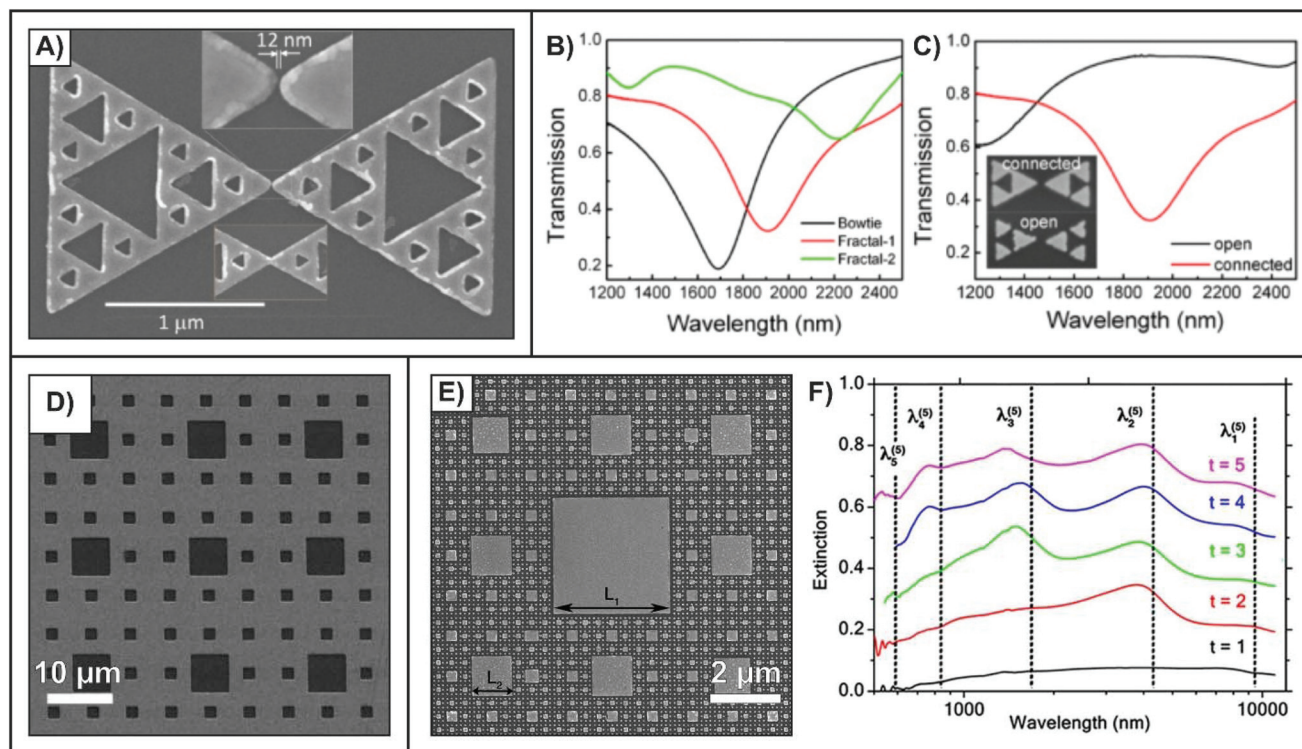 A)
12 nm
1 μm
B)
Transmission
1.0
0.8
0.6
0.4
0.2
Bowtie
Fractal-1
Fractal-2
1200 1400 1600 1800 2000 2200 2400
Wavelength (nm)
C)
Transmission
1.0
0.8
0.6
0.4
0.2
connected
open
open
connected
1200 1400 1600 1800 2000 2200 2400
Wavelength (nm)
D)
10 μm
E)
L₁
L₂
2 μm
F)
Extinction
1.0
0.8
0.6
0.4
0.2
0.0
λ₅⁽⁵⁾
λ₄⁽⁵⁾
λ₃⁽⁵⁾
λ₂⁽⁵⁾
λ₁⁽⁵⁾
t = 5
t = 4
t = 3
t = 2
t = 1
1000 10000
Wavelength (nm)